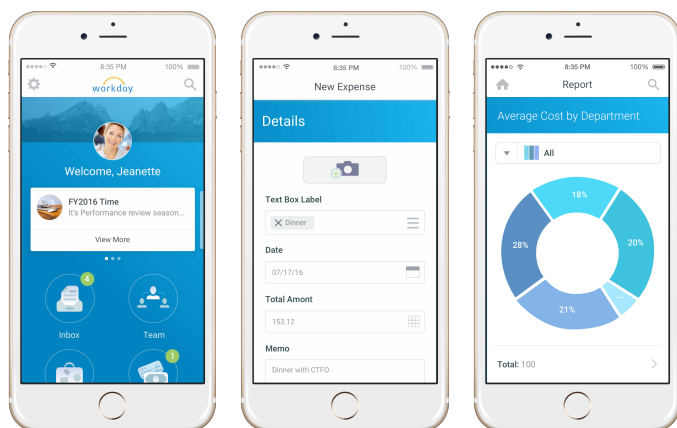 8:35 PM
100%
workday.
Welcome, Jeanette
FY2016 Time
It's Performance review season...
View More
4
Inbox
Team
1
8:35 PM
100%
New Expense
Details
Text Box Label
Dinner
Date
07/17/16
Total Amont
153.12
Memo
Dinner with CTFO.
8:35 PM
100%
Report
Average Cost by Department
All
18%
28%
20%
...
21%
Total: 100